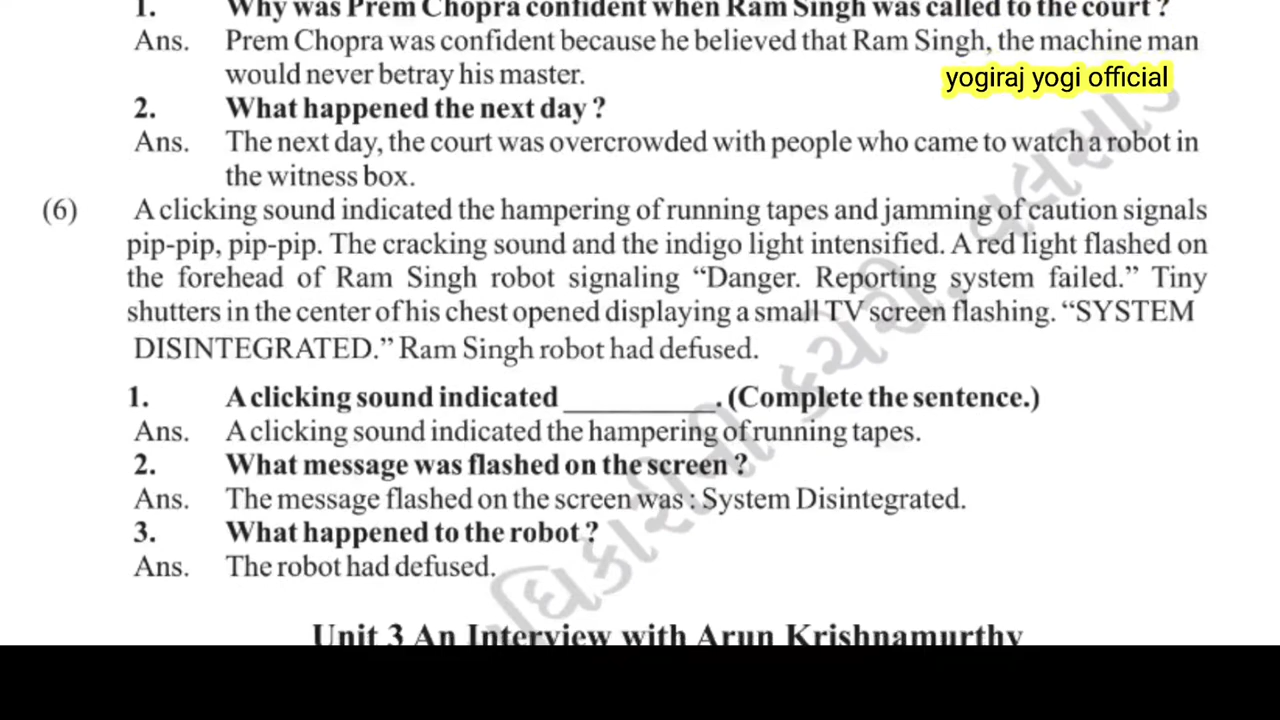 1. Why was Prem Chopra confident when Ram Singh was called to the court ?
Ans. Prem Chopra was confident because he believed that Ram Singh, the machine man
would never betray his master.
yogiraj yogi official
2. What happened the next day ?
Ans. The next day, the court was overcrowded with people who came to watch a robot in
the witness box.
(6) A clicking sound indicated the hampering of running tapes and jamming of caution signals
pip-pip, pip-pip. The cracking sound and the indigo light intensified. A red light flashed on
the forehead of Ram Singh robot signaling “Danger. Reporting system failed.” Tiny
shutters in the center of his chest opened displaying a small TV screen flashing. “SYSTEM
DISINTEGRATED.” Ram Singh robot had defused.
1. A clicking sound indicated __________. (Complete the sentence.)
Ans. A clicking sound indicated the hampering of running tapes.
2. What message was flashed on the screen ?
Ans. The message flashed on the screen was : System Disintegrated.
3. What happened to the robot ?
Ans. The robot had defused.
Unit 3 An Interview with Arun Krishnamurthy